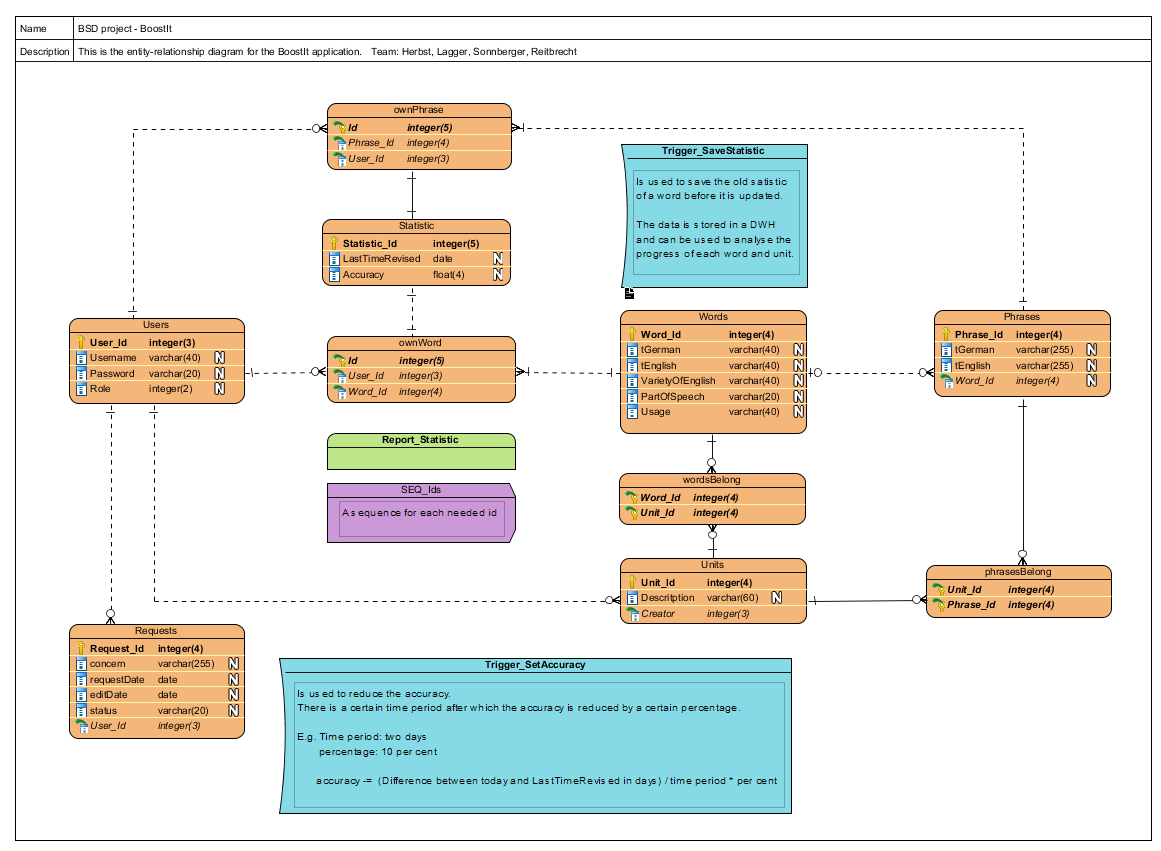 Name BSD project - BoostIt
Description This is the entity-relationship diagram for the BoostIt application. Team: Herbst, Lagger, Sonnberger, Reitbrecht
ownPhrase
Id integer(5)
Phrase_Id integer(4)
User_Id integer(3)
Trigger_SaveStatistic
Is used to save the old satistic
of a word before it is updated.
The data is stored in a DWH
and can be used to analyse the
progress of each word and unit.
Statistic
Statistic_Id integer(5)
LastTimeRevised date N
Accuracy float(4) N
Users
User_Id integer(3)
Username varchar(40) N
Password varchar(20) N
Role integer(2) N
ownWord
Id integer(5)
User_Id integer(3)
Word_Id integer(4)
Words
Word_Id integer(4)
tGerman varchar(40) N
tEnglish varchar(40) N
VarietyOfEnglish varchar(40) N
PartOfSpeech varchar(20) N
Usage varchar(40) N
Phrases
Phrase_Id integer(4)
tGerman varchar(255) N
tEnglish varchar(255) N
Word_Id integer(4) N
Report_Statistic
SEQ_Ids
A sequence for each needed id
wordsBelong
Word_Id integer(4)
Unit_Id integer(4)
Units
Unit_Id integer(4)
Descritption varchar(60) N
Creator integer(3)
phrasesBelong
Unit_Id integer(4)
Phrase_Id integer(4)
Requests
Request_Id integer(4)
concern varchar(255) N
requestDate date N
editDate date N
status varchar(20) N
User_Id integer(3)
Trigger_SetAccuracy
Is used to reduce the accuracy.
There is a certain time period after which the accuracy is reduced by a certain percentage.
E.g. Time period: two days
percentage: 10 per cent
accuracy -= (Difference between today and LastTimeRevised in days) / time period * per cent